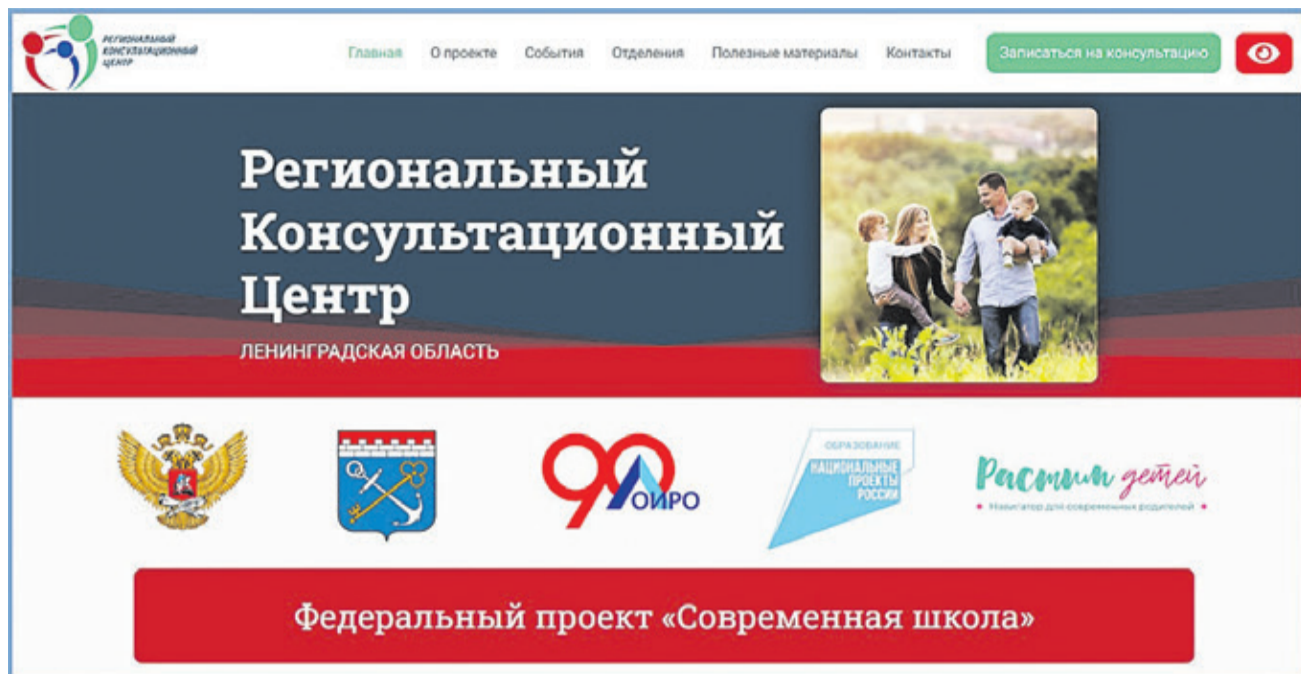 РЕГИОНАЛЬНЫЙ
КОНСУЛЬТАЦИОННЫЙ
ЦЕНТР
Главная О проекте События Отделения Полезные материалы Контакты Записаться на консультацию
Региональный
Консультационный
Центр
ЛЕНИНГРАДСКАЯ ОБЛАСТЬ
ОБРАЗОВАНИЕ
НАЦИОНАЛЬНЫЕ
ПРОЕКТЫ
РОССИИ
90 ЛОИРО
Растим детей
Навигатор для современных родителей
Федеральный проект «Современная школа»